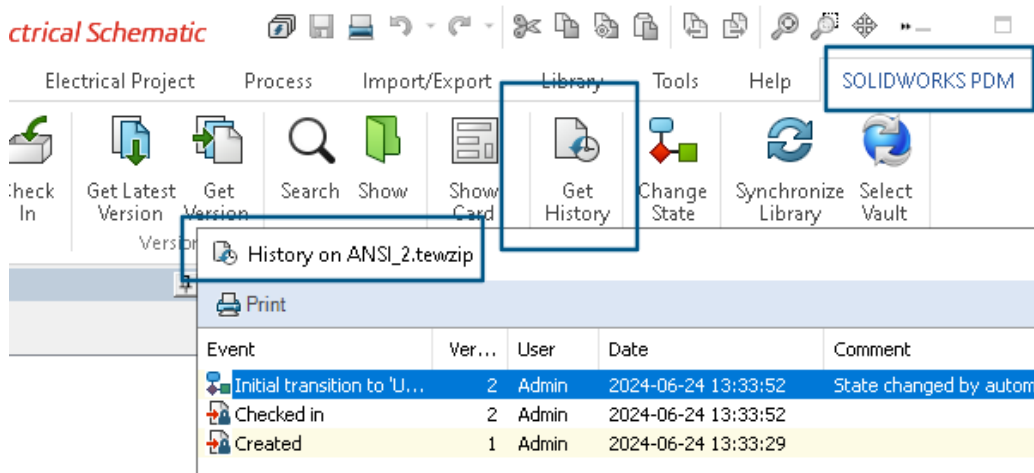 ctrical Schematic
Electrical Project Process Import/Export Library Tools Help SOLIDWORKS PDM
Check Get Latest Get Search Show Show Get Change Synchronize Select
In Version Version Card History State Library Vault
Versio
History on ANSI_2.tewzip
Print
Event Ver... User Date Comment
Initial transition to 'U... 2 Admin 2024-06-24 13:33:52 State changed by autom
Checked in 2 Admin 2024-06-24 13:33:52
Created 1 Admin 2024-06-24 13:33:29